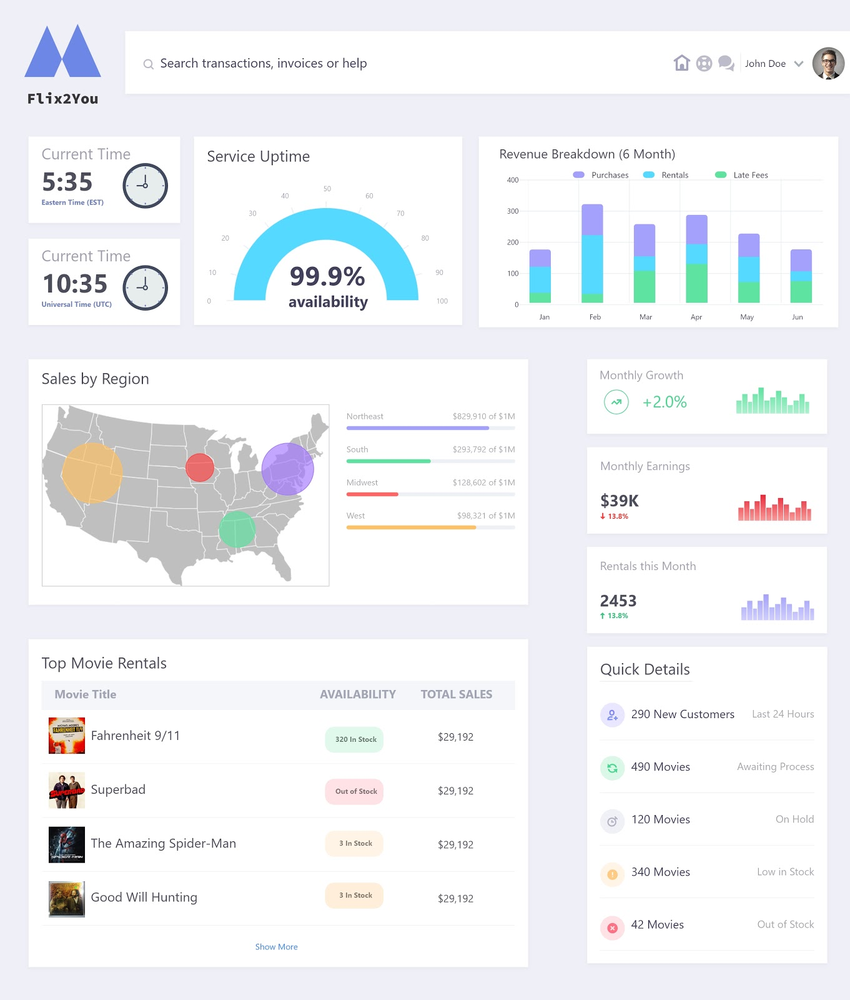 Flix2You
Search transactions, invoices or help
John Doe
Current Time
5:35
Eastern Time (EST)
Current Time
10:35
Universal Time (UTC)
Service Uptime
0
10
20
30
40
50
60
70
80
90
100
99.9%
availability
Revenue Breakdown (6 Month)
Purchases Rentals Late Fees
400
300
200
100
0
Jan Feb Mar Apr May Jun
Sales by Region
Northeast $829,910 of $1M
South $293,792 of $1M
Midwest $128,602 of $1M
West $98,321 of $1M
Monthly Growth
+2.0%
Monthly Earnings
$39K
↓ 13.8%
Rentals this Month
2453
↑ 13.8%
Top Movie Rentals
Movie Title AVAILABILITY TOTAL SALES
MICHAEL MOORE'S
FAHRENHEIT 9/11
Fahrenheit 9/11 320 In Stock $29,192
SUPERBAD
Superbad Out of Stock $29,192
SPIDER-MAN
The Amazing Spider-Man 3 In Stock $29,192
Good Will Hunting 3 In Stock $29,192
Show More
Quick Details
290 New Customers Last 24 Hours
490 Movies Awaiting Process
120 Movies On Hold
340 Movies Low in Stock
42 Movies Out of Stock